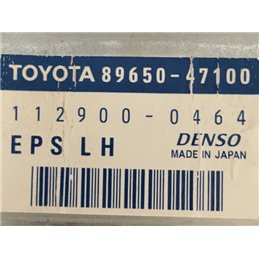 TOYOTA 89650-47100
112900-0464
EPS LH DENSO
MADE IN JAPAN